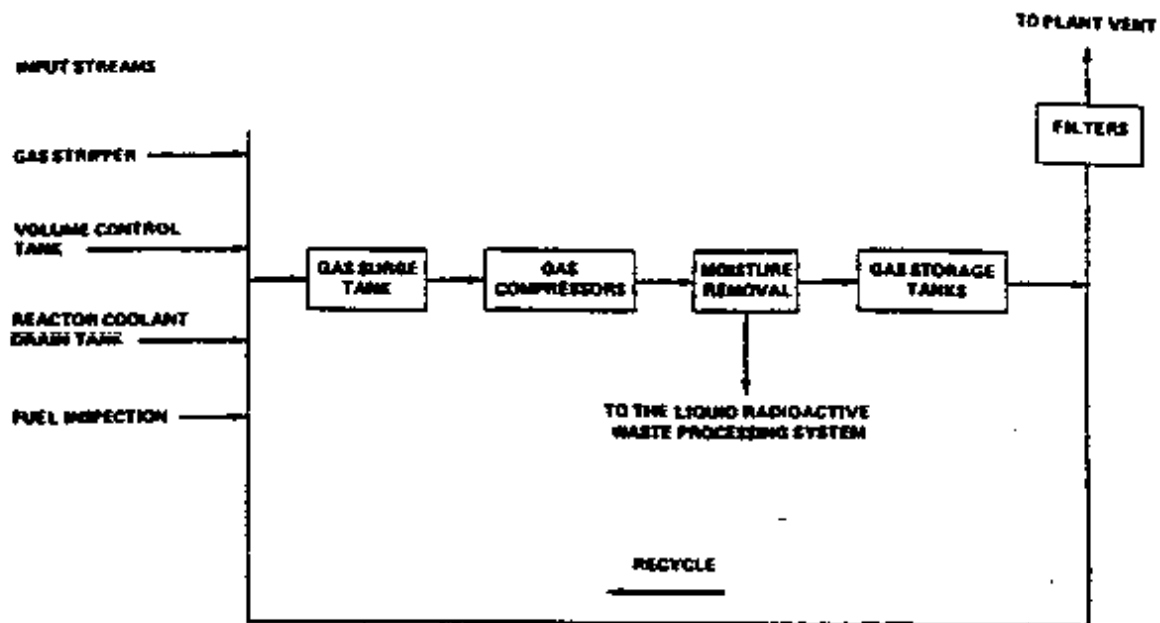 TO PLANT VENT
INPUT STREAMS
FILTERS
GAS STRIPPER
VOLUME CONTROL
TANK
GAS SURGE
TANK
GAS
COMPRESSORS
MOISTURE
REMOVAL
GAS STORAGE
TANKS
REACTOR COOLANT
DRAIN TANK
FUEL INSPECTION
TO THE LIQUID RADIOACTIVE
WASTE PROCESSING SYSTEM
RECYCLE